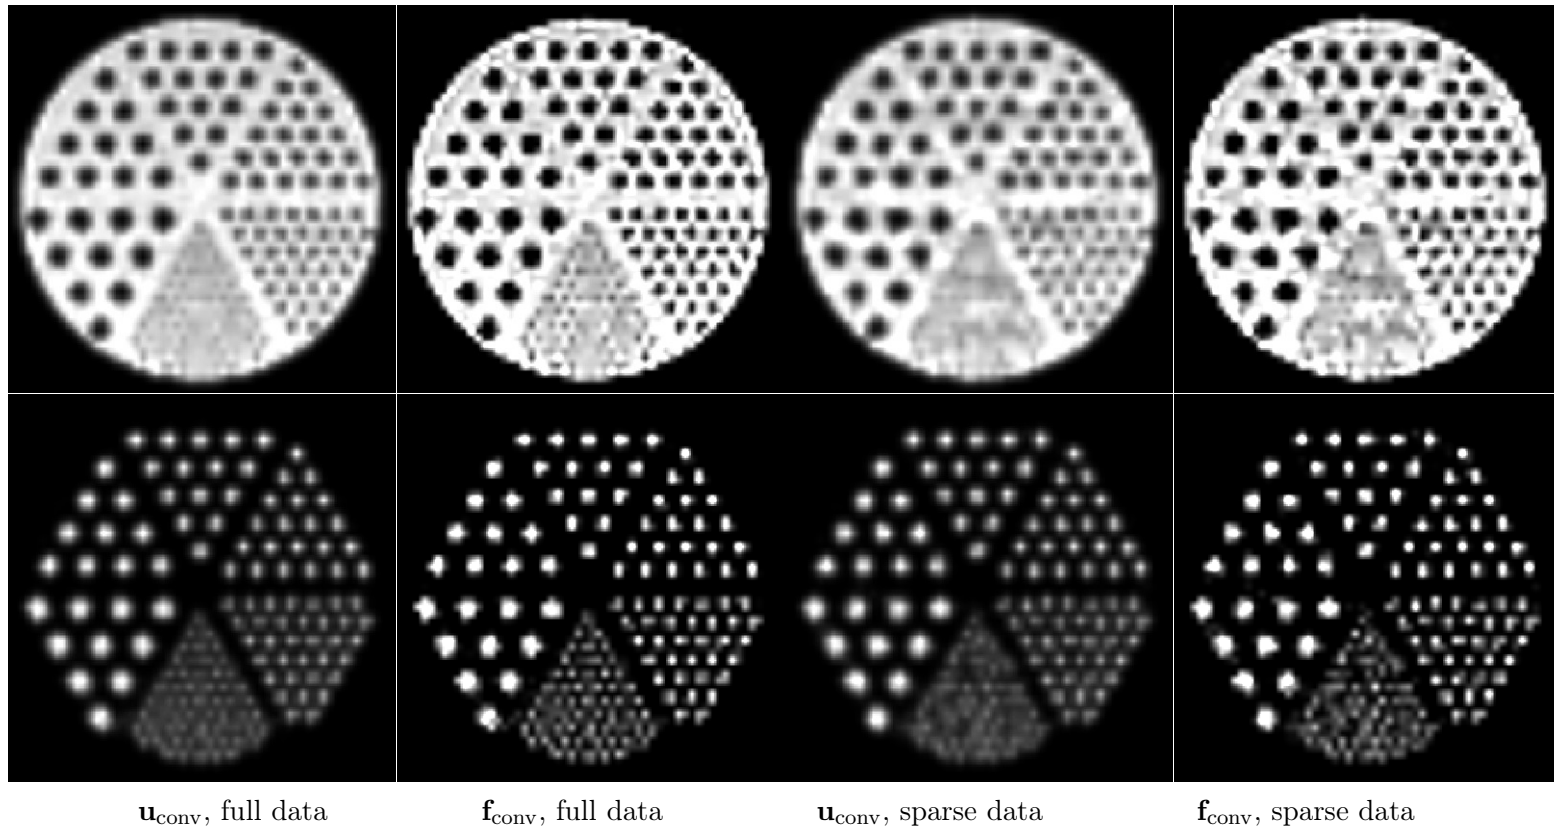 u_conv, full data f_conv, full data u_conv, sparse data f_conv, sparse data